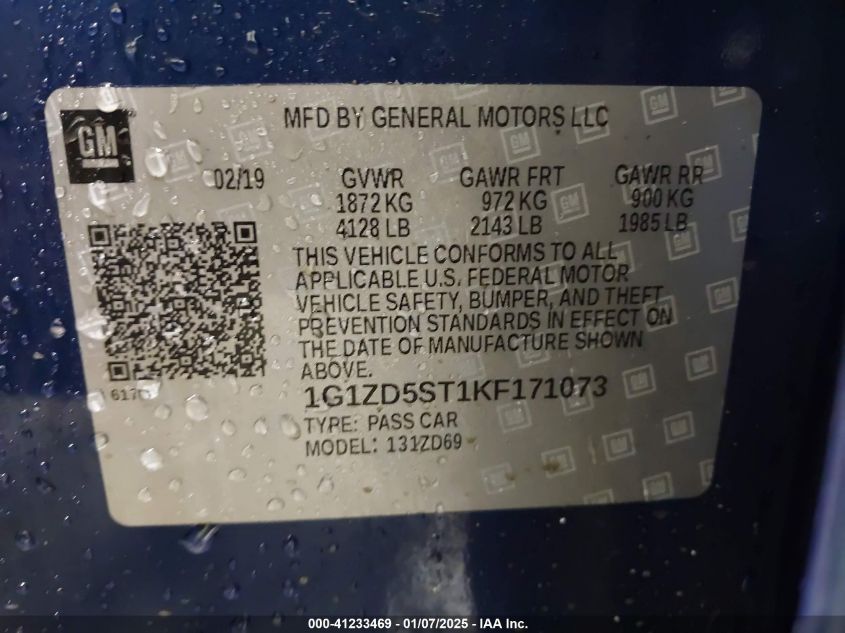 GM
MFD BY GENERAL MOTORS LLC
02/19 GVWR GAWR FRT GAWR RR
1872 KG 972 KG 900 KG
4128 LB 2143 LB 1985 LB
THIS VEHICLE CONFORMS TO ALL
APPLICABLE U.S. FEDERAL MOTOR
VEHICLE SAFETY, BUMPER, AND THEFT
PREVENTION STANDARDS IN EFFECT ON
THE DATE OF MANUFACTURE SHOWN
ABOVE.
1G1ZD5ST1KF171073
TYPE: PASS CAR
MODEL: 131ZD69
000-41233469 — 01/07/2025 — IAA Inc.